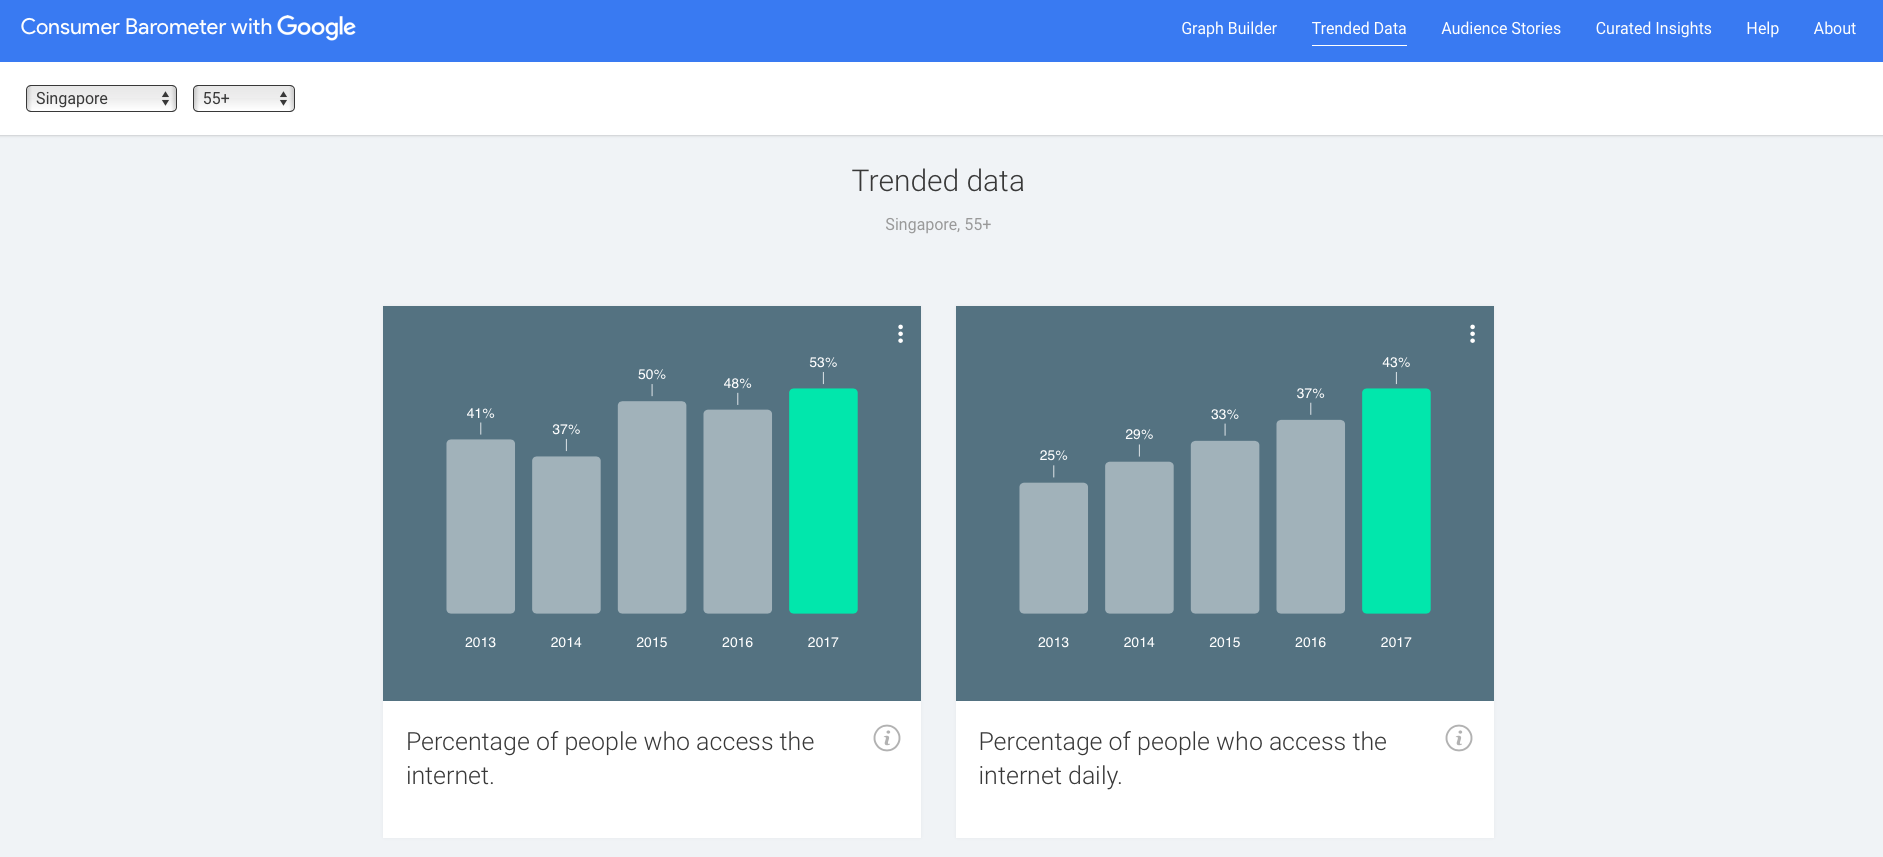 Consumer Barometer with Google
Graph Builder
Trended Data
Audience Stories
Curated Insights
Help
About
Singapore
55+
Trended data
Singapore, 55+
41%
37%
50%
48%
53%
2013
2014
2015
2016
2017
Percentage of people who access the
internet.
i
25%
29%
33%
37%
43%
2013
2014
2015
2016
2017
Percentage of people who access the
internet daily.
i